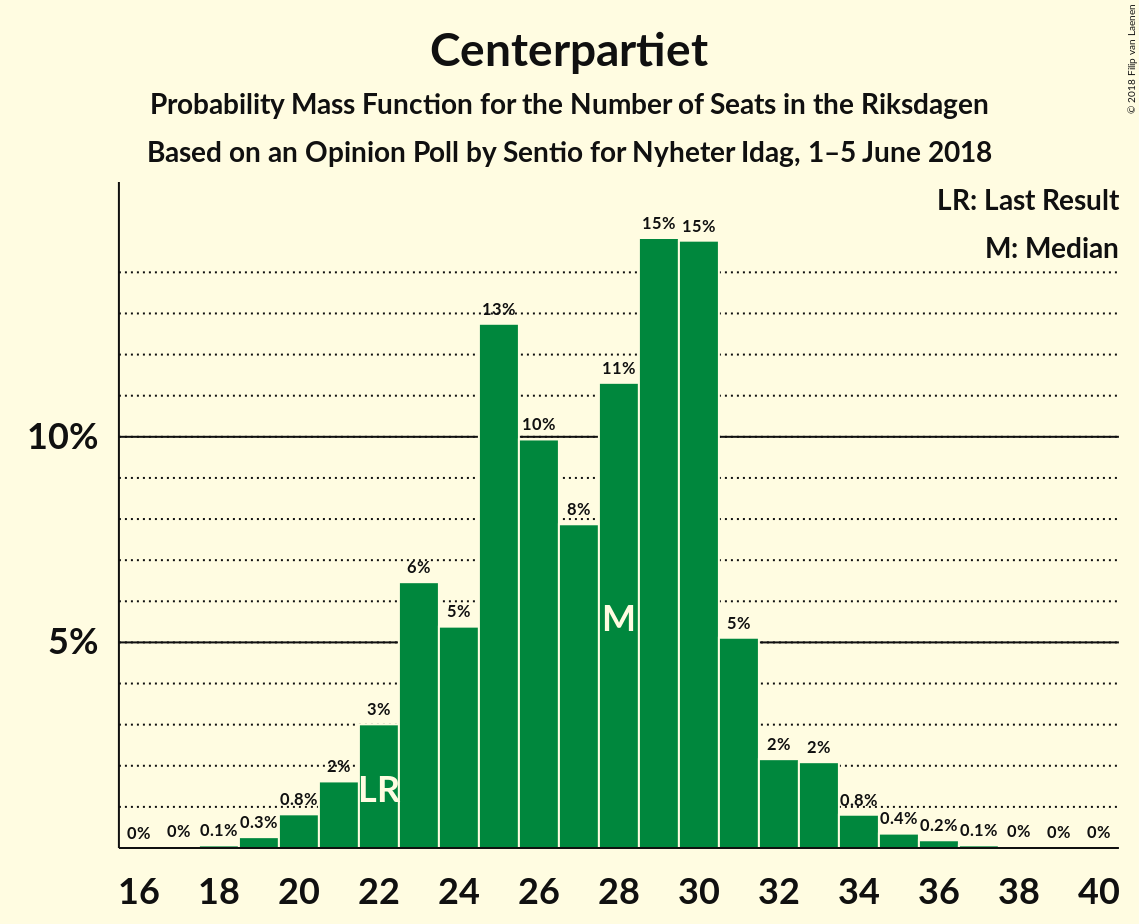 Centerpartiet
Probability Mass Function for the Number of Seats in the Riksdagen
Based on an Opinion Poll by Sentio for Nyheter Idag, 1–5 June 2018
© 2018 Filip van Laenen
LR: Last Result
M: Median
15% 15%
13%
11%
10%
10%
8%
6%
5%
5%
5%
M
3%
2%
2% 2%
LR
0% 0% 0.1% 0.3% 0.8%
0.8% 0.4% 0.2% 0.1% 0% 0% 0%
16 18 20 22 24 26 28 30 32 34 36 38 40